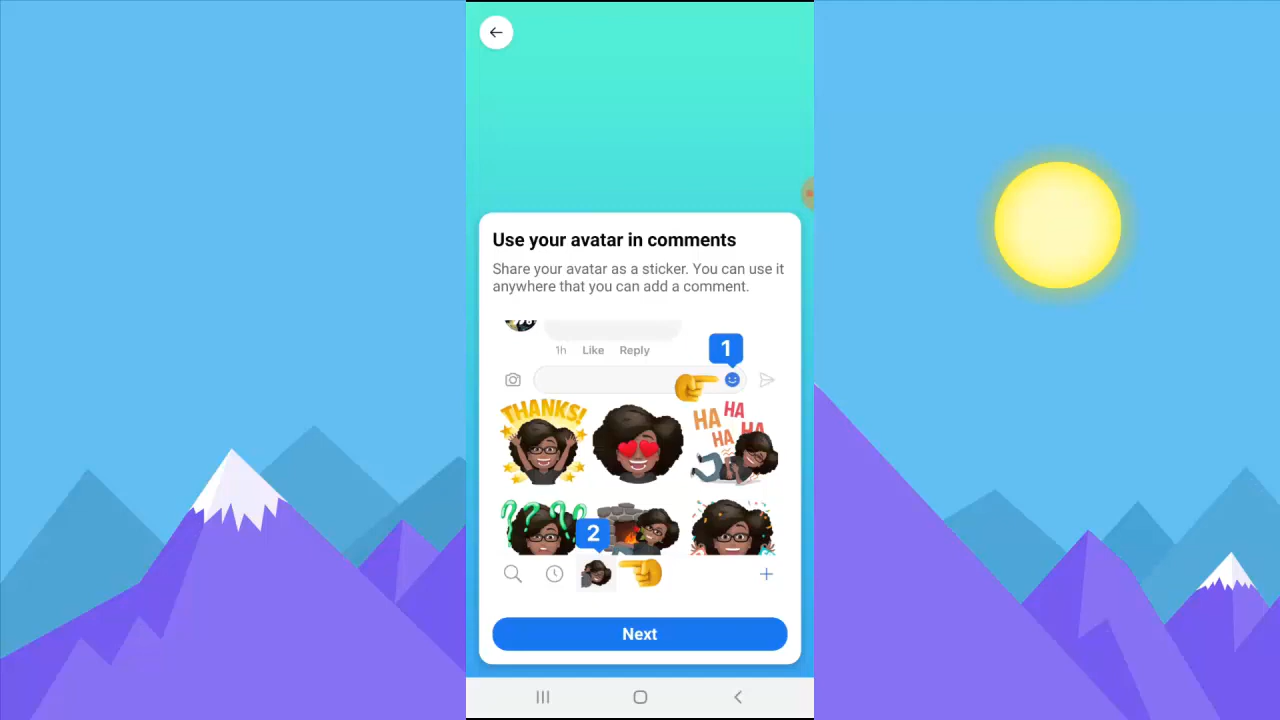 Use your avatar in comments
Share your avatar as a sticker. You can use it
anywhere that you can add a comment.
1h Like Reply
1
THANKS!
HA HA HA HA
2
Next